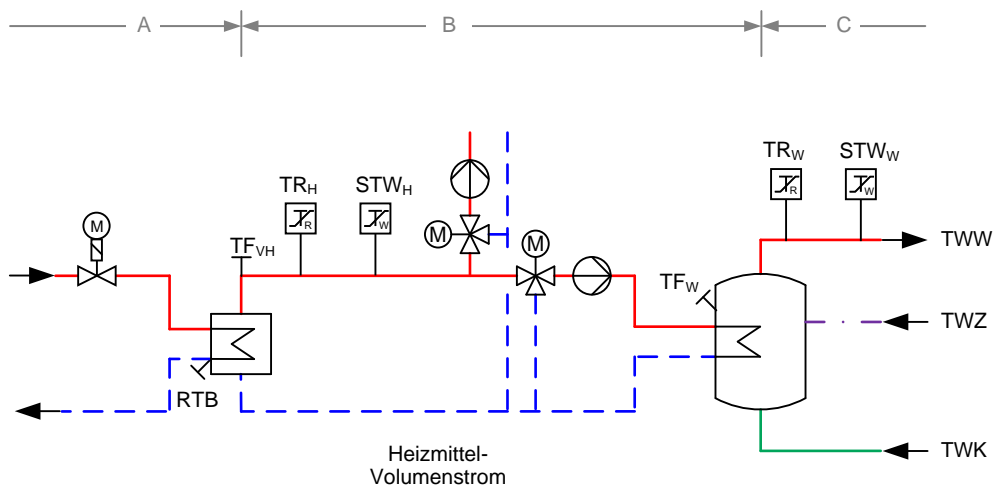 A B C
TR_W STW_W
TR_H STW_H
R W
M
R W
M M
TWW
TF_VH
TF_W
TWZ
RTB
TWK
Heizmittel-
Volumenstrom